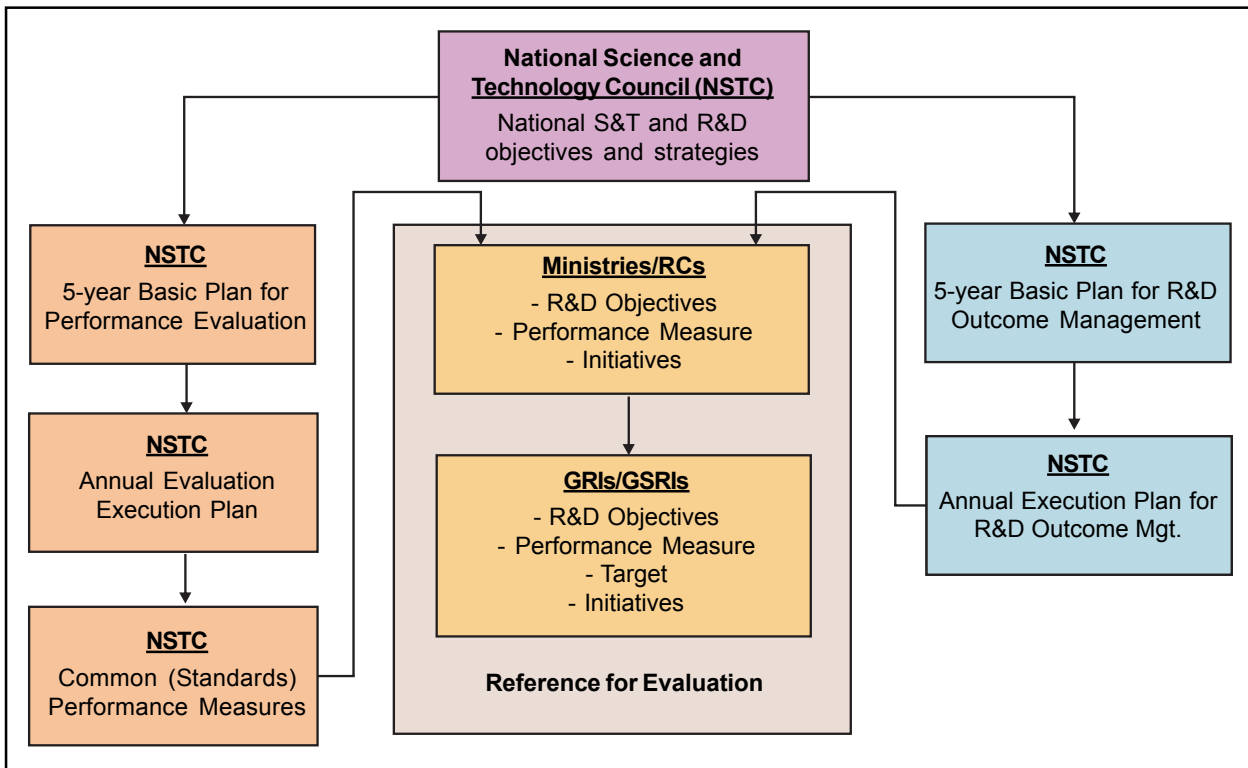 National Science and
Technology Council (NSTC)
National S&T and R&D
objectives and strategies
NSTC
5-year Basic Plan for
Performance Evaluation
NSTC
Annual Evaluation
Execution Plan
NSTC
Common (Standards)
Performance Measures
Ministries/RCs
- R&D Objectives
- Performance Measure
- Initiatives
GRIs/GSRIs
- R&D Objectives
- Performance Measure
- Target
- Initiatives
Reference for Evaluation
NSTC
5-year Basic Plan for R&D
Outcome Management
NSTC
Annual Execution Plan for
R&D Outcome Mgt.